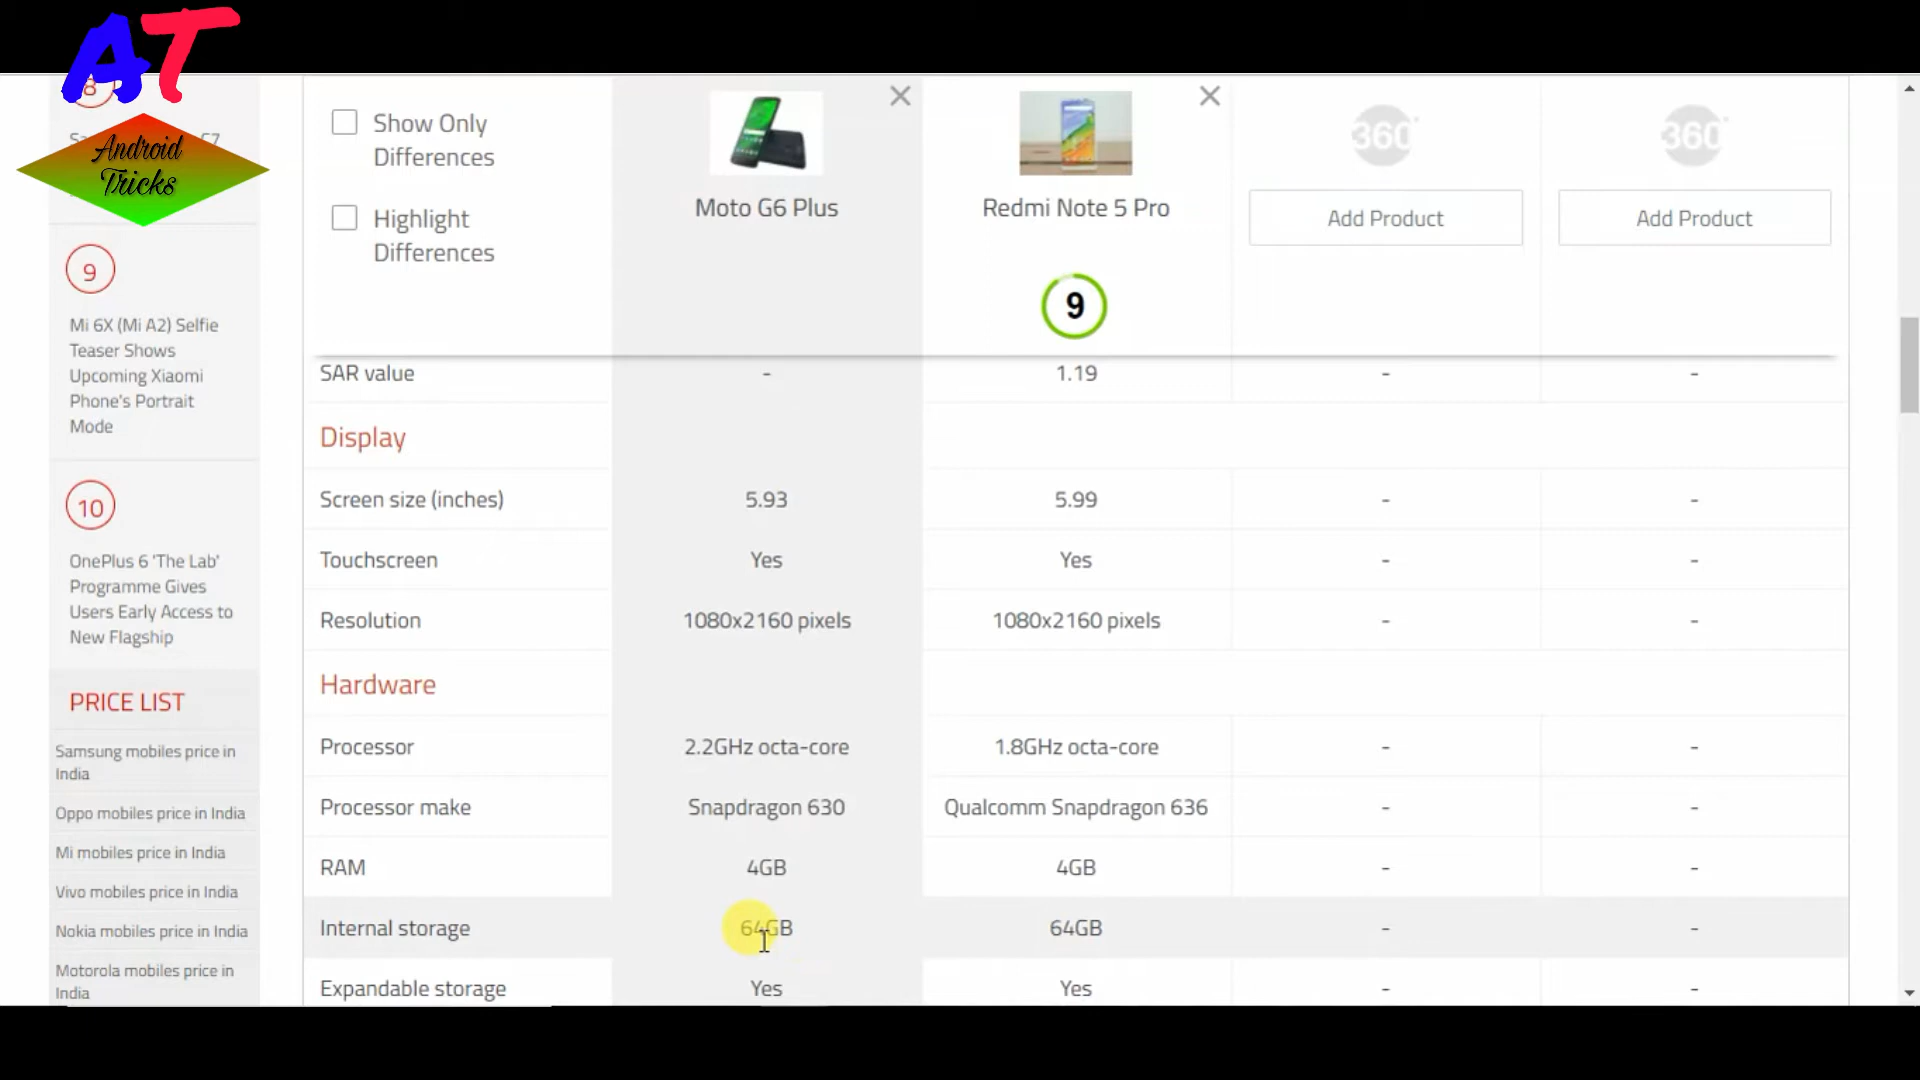 AT
Android
Tricks
8
9
Mi 6X (Mi A2) Selfie
Teaser Shows
Upcoming Xiaomi
Phone's Portrait
Mode
10
OnePlus 6 'The Lab'
Programme Gives
Users Early Access to
New Flagship
PRICE LIST
Samsung mobiles price in
India
Oppo mobiles price in India
Mi mobiles price in India
Vivo mobiles price in India
Nokia mobiles price in India
Motorola mobiles price in
India
Show Only
Differences
Highlight
Differences
Moto G6 Plus
Redmi Note 5 Pro
9
360°
Add Product
360°
Add Product
SAR value - 1.19 - -
Display
Screen size (inches) 5.93 5.99 - -
Touchscreen Yes Yes - -
Resolution 1080x2160 pixels 1080x2160 pixels - -
Hardware
Processor 2.2GHz octa-core 1.8GHz octa-core - -
Processor make Snapdragon 630 Qualcomm Snapdragon 636 - -
RAM 4GB 4GB - -
Internal storage 64GB 64GB - -
Expandable storage Yes Yes - -